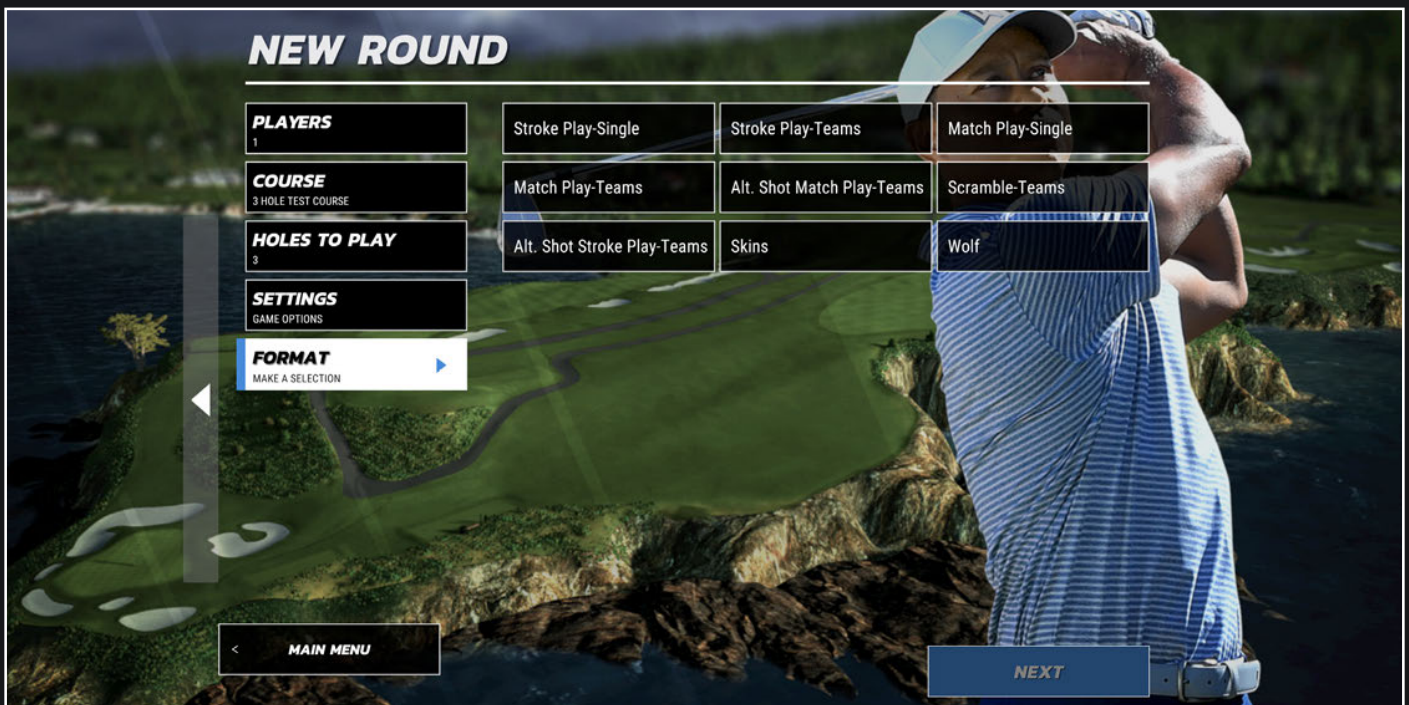 NEW ROUND
PLAYERS
1
COURSE
3 HOLE TEST COURSE
HOLES TO PLAY
3
SETTINGS
GAME OPTIONS
FORMAT
MAKE A SELECTION
Stroke Play-Single
Stroke Play-Teams
Match Play-Single
Match Play-Teams
Alt. Shot Match Play-Teams
Scramble-Teams
Alt. Shot Stroke Play-Teams
Skins
Wolf
< MAIN MENU
NEXT